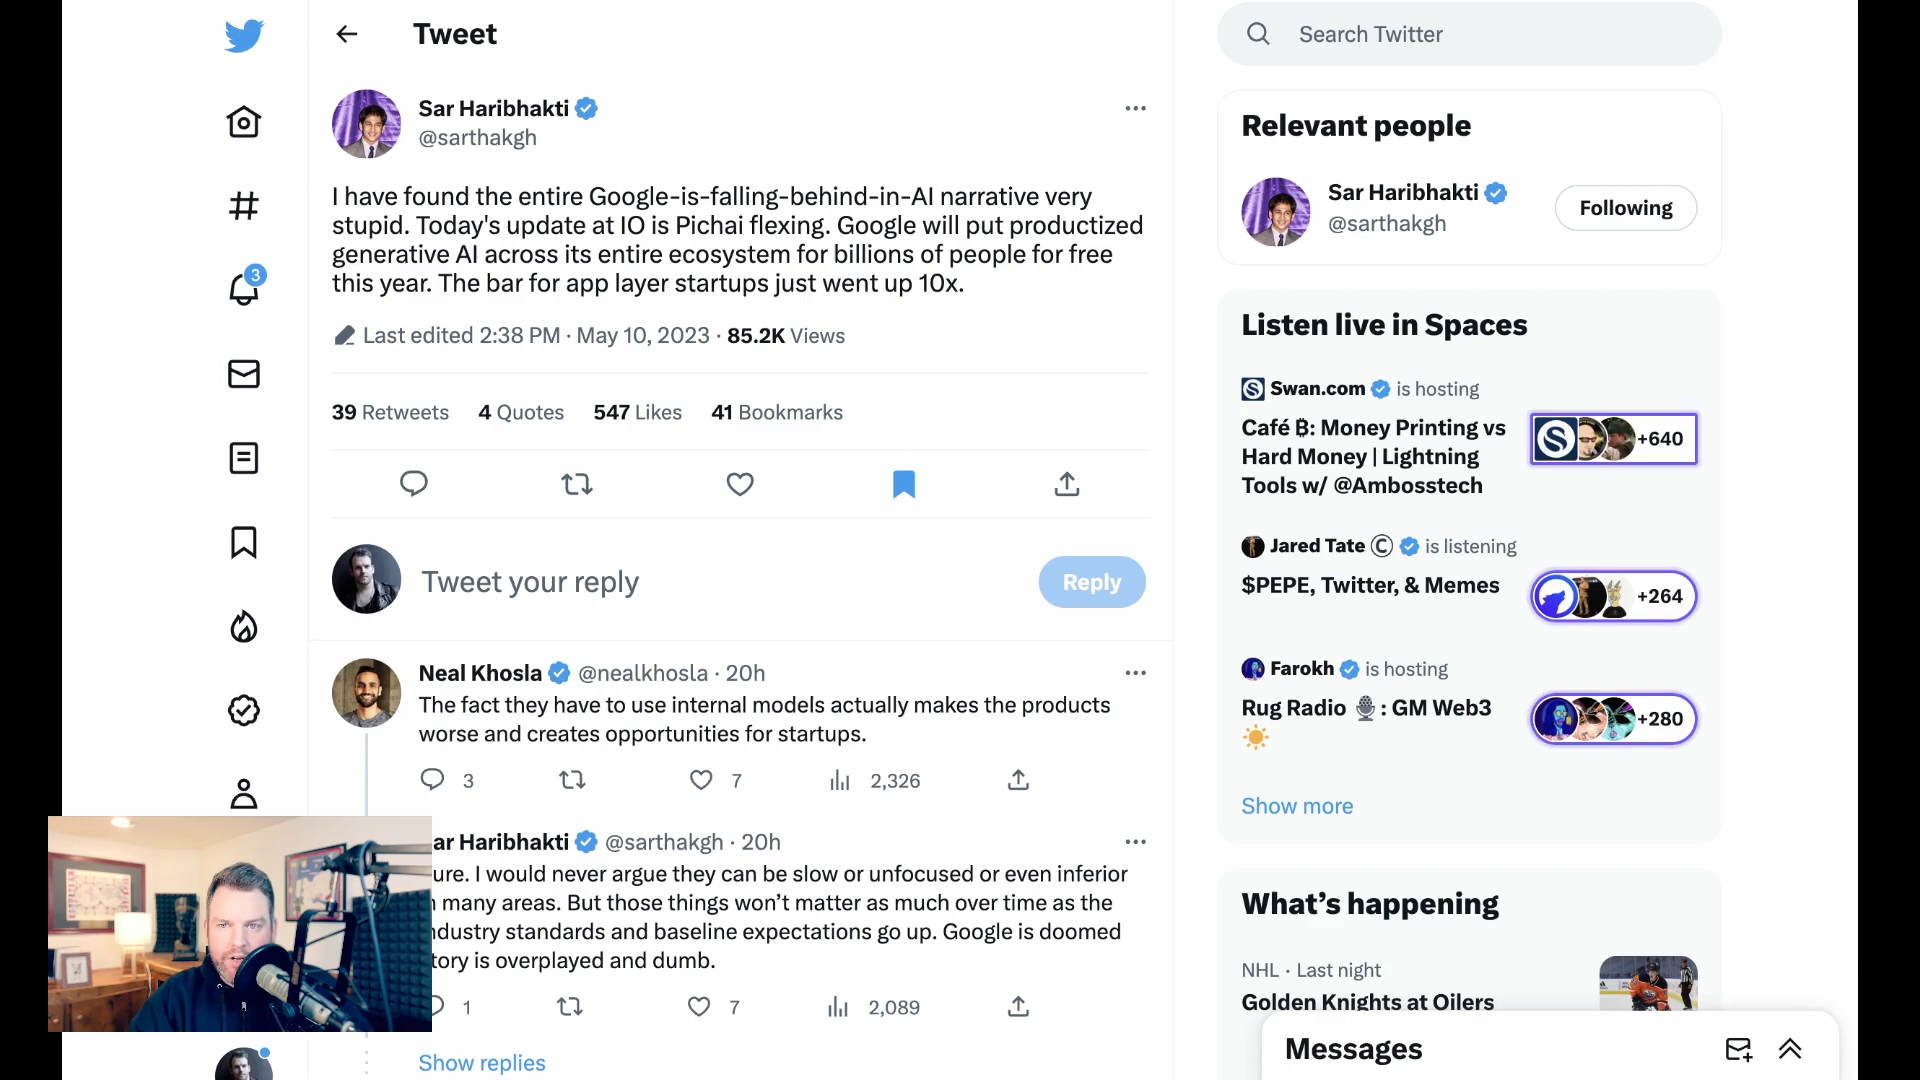 Tweet
Sar Haribhakti
@sarthakgh
I have found the entire Google-is-falling-behind-in-AI narrative very
stupid. Today's update at IO is Pichai flexing. Google will put productized
generative AI across its entire ecosystem for billions of people for free
this year. The bar for app layer startups just went up 10x.
Last edited 2:38 PM · May 10, 2023 · 85.2K Views
39 Retweets 4 Quotes 547 Likes 41 Bookmarks
Tweet your reply
Reply
Neal Khosla @nealkhosla · 20h
The fact they have to use internal models actually makes the products
worse and creates opportunities for startups.
3 7 2,326
ar Haribhakti @sarthakgh · 20h
ure. I would never argue they can be slow or unfocused or even inferior
many areas. But those things won’t matter as much over time as the
ndustry standards and baseline expectations go up. Google is doomed
tory is overplayed and dumb.
1 7 2,089
Show replies
3
Search Twitter
Relevant people
Sar Haribhakti
@sarthakgh
Following
Listen live in Spaces
Swan.com is hosting
Café ₿: Money Printing vs
Hard Money | Lightning
Tools w/ @Ambosstech
+640
Jared Tate © is listening
$PEPE, Twitter, & Memes
+264
Farokh is hosting
Rug Radio 🎙️: GM Web3
☀️
+280
Show more
What’s happening
NHL · Last night
Golden Knights at Oilers
Messages